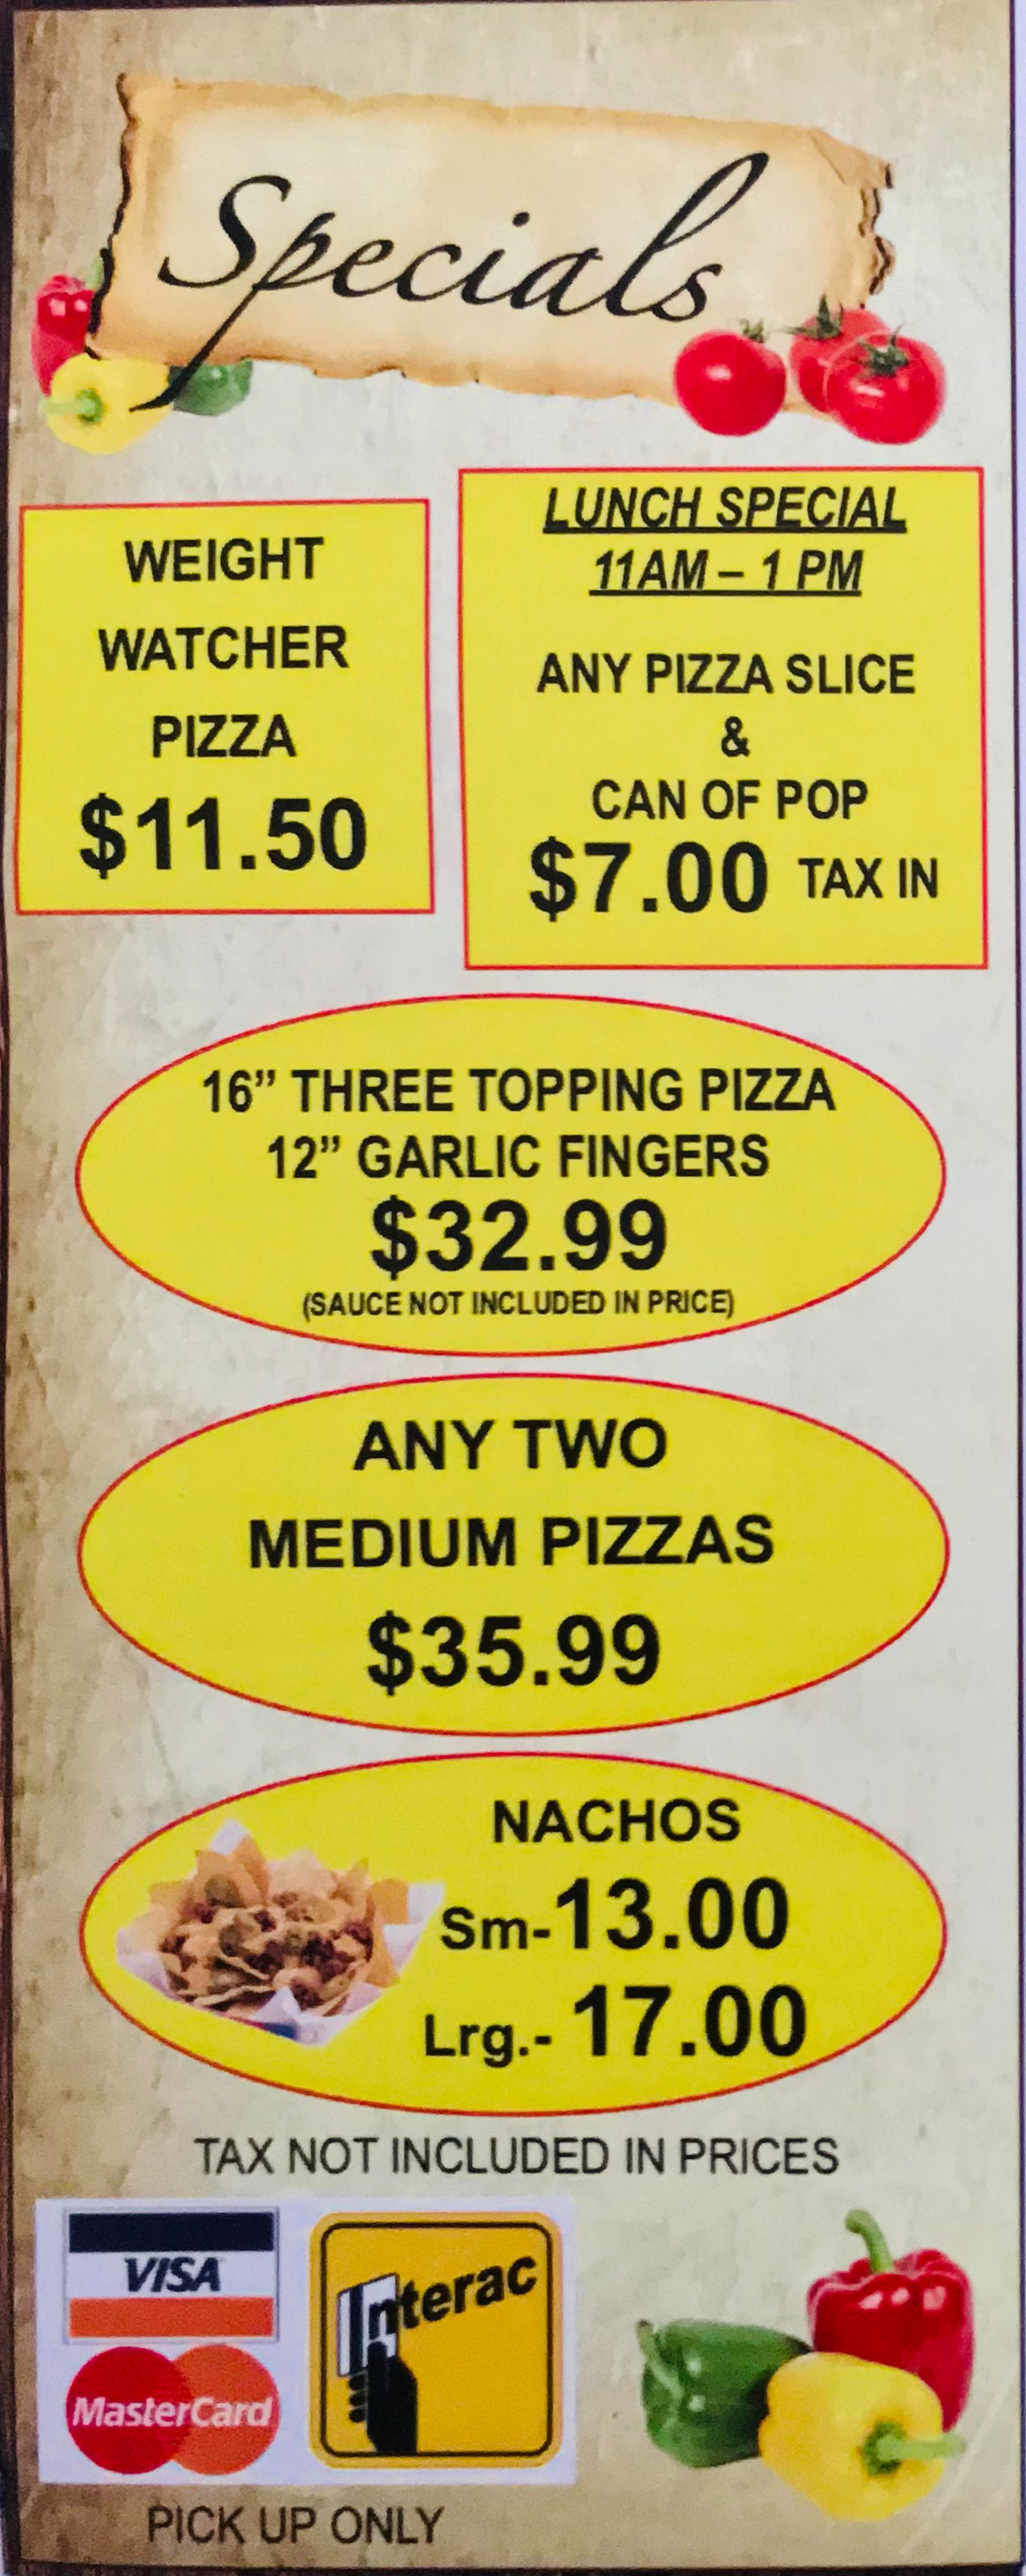 Specials
WEIGHT
WATCHER
PIZZA
$11.50
LUNCH SPECIAL
11AM – 1 PM
ANY PIZZA SLICE
&
CAN OF POP
$7.00 TAX IN
16” THREE TOPPING PIZZA
12” GARLIC FINGERS
$32.99
(SAUCE NOT INCLUDED IN PRICE)
ANY TWO
MEDIUM PIZZAS
$35.99
NACHOS
Sm-13.00
Lrg.- 17.00
TAX NOT INCLUDED IN PRICES
VISA
Interac
MasterCard
PICK UP ONLY